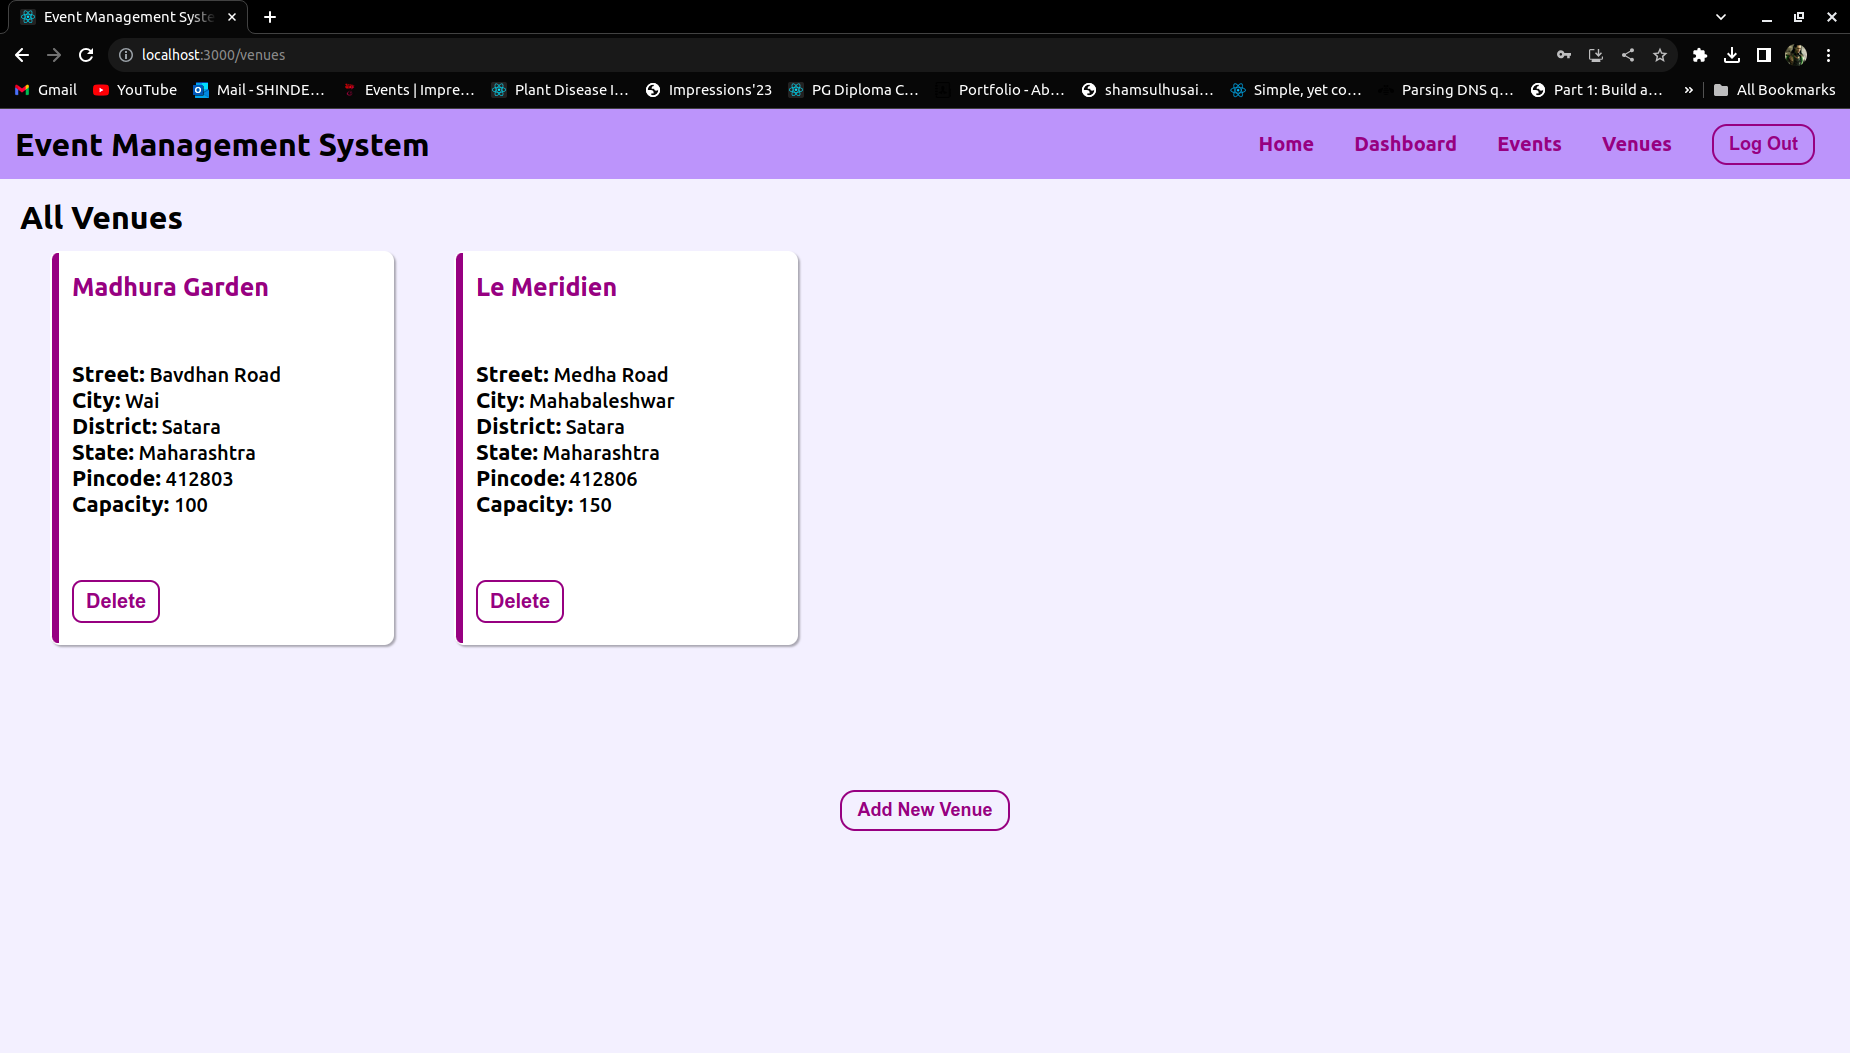 Event Management Syste
localhost:3000/venues
Gmail
YouTube
Mail - SHINDE...
Events | Impre...
Plant Disease I...
Impressions'23
PG Diploma C...
Portfolio - Ab...
shamsulhusai...
Simple, yet co...
Parsing DNS q...
Part 1: Build a...
»
All Bookmarks
Event Management System
Home
Dashboard
Events
Venues
Log Out
All Venues
Madhura Garden
Street: Bavdhan Road
City: Wai
District: Satara
State: Maharashtra
Pincode: 412803
Capacity: 100
Delete
Le Meridien
Street: Medha Road
City: Mahabaleshwar
District: Satara
State: Maharashtra
Pincode: 412806
Capacity: 150
Delete
Add New Venue